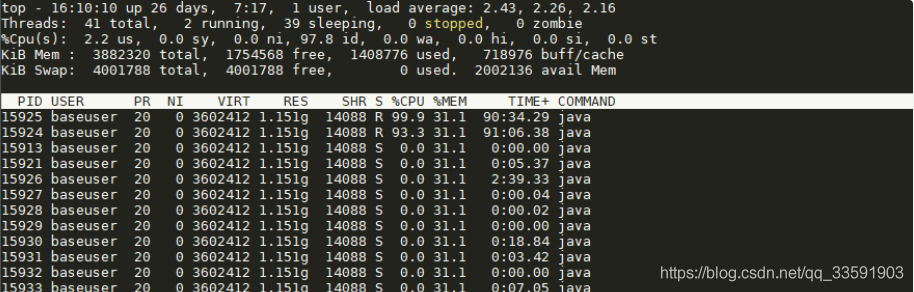 top - 16:10:10 up 26 days,  7:17,  1 user,  load average: 2.43, 2.26, 2.16
Threads:  41 total,   2 running,  39 sleeping,   0 stopped,   0 zombie
%Cpu(s):  2.2 us,  0.0 sy,  0.0 ni, 97.8 id,  0.0 wa,  0.0 hi,  0.0 si,  0.0 st
KiB Mem :  3882320 total,  1754568 free,  1408776 used,   718976 buff/cache
KiB Swap:  4001788 total,  4001788 free,        0 used.  2002136 avail Mem
PID USER      PR  NI    VIRT    RES    SHR S %CPU %MEM     TIME+ COMMAND
15925 baseuser  20   0 3602412 1.151g  14088 R 99.9 31.1  90:34.29 java
15924 baseuser  20   0 3602412 1.151g  14088 R 93.3 31.1  91:06.38 java
15913 baseuser  20   0 3602412 1.151g  14088 S  0.0 31.1   0:00.00 java
15921 baseuser  20   0 3602412 1.151g  14088 S  0.0 31.1   0:05.37 java
15926 baseuser  20   0 3602412 1.151g  14088 S  0.0 31.1   2:39.33 java
15927 baseuser  20   0 3602412 1.151g  14088 S  0.0 31.1   0:00.04 java
15928 baseuser  20   0 3602412 1.151g  14088 S  0.0 31.1   0:00.02 java
15929 baseuser  20   0 3602412 1.151g  14088 S  0.0 31.1   0:00.00 java
15930 baseuser  20   0 3602412 1.151g  14088 S  0.0 31.1   0:18.84 java
15931 baseuser  20   0 3602412 1.151g  14088 S  0.0 31.1   0:03.42 java
15932 baseuser  20   0 3602412 1.151g  14088 S  0.0 31.1   0:00.00 java
15933 baseuser  20   0 3602412 1.151g  14088 S  0.0 31.1   0:07.05 java
https://blog.csdn.net/qq_33591903